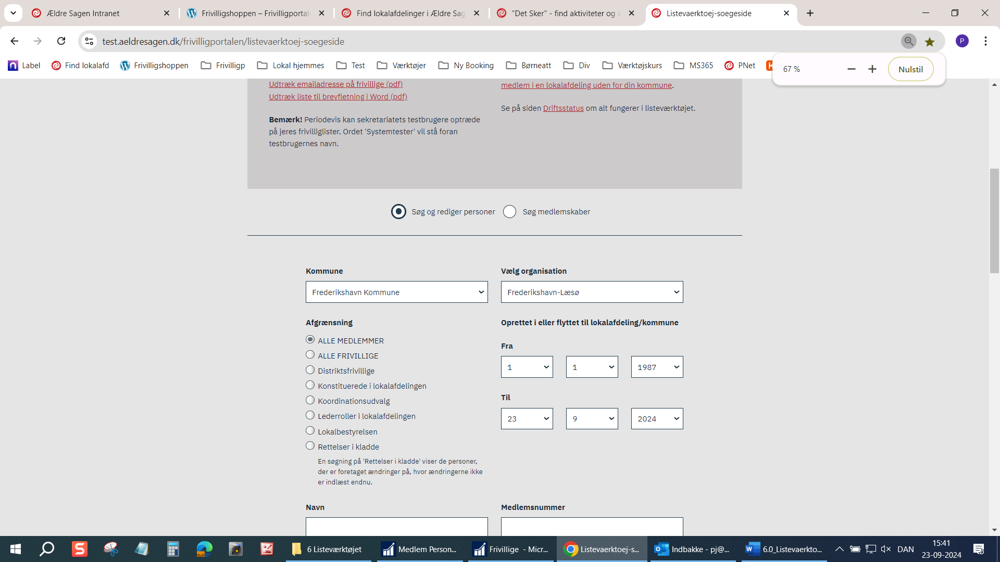 Ældre Sagen Intranet
Frivilligshoppen – Frivilligportale
Find lokalafdelinger i Ældre Sag
"Det Sker" - find aktiviteter og a
Listevaerktoej-soegeside
test.aeldresagen.dk/frivilligportalen/listevaerktoej-soegeside
P
Label
Find lokalafd
Frivilligshoppen
Frivilligp
Lokal hjemmes
Test
Værktøjer
Ny Booking
Børneatt
Div
Værktøjskurs
MS365
PNet
67 %
Nulstil
Udtræk emailadresse på frivillige (pdf)
Udtræk liste til brevfletning i Word (pdf)
Bemærk! Periodevis kan sekretariatets testbrugere optræde
på jeres frivilliglister. Ordet 'Systemtester' vil stå foran
testbrugernes navn.
medlem i en lokalafdeling uden for din kommune.
Se på siden Driftsstatus om alt fungerer i listeværktøjet.
Søg og rediger personer
Søg medlemskaber
Kommune
Frederikshavn Kommune
Vælg organisation
Frederikshavn-Læsø
Afgrænsning
ALLE MEDLEMMER
ALLE FRIVILLIGE
Distriktsfrivillige
Konstituerede i lokalafdelingen
Koordinationsudvalg
Lederroller i lokalafdelingen
Lokalbestyrelsen
Rettelser i kladde
En søgning på 'Rettelser i kladde' viser de personer,
der er foretaget ændringer på, hvor ændringerne ikke
er indlæst endnu.
Oprettet i eller flyttet til lokalafdeling/kommune
Fra
1
1
1987
Til
23
9
2024
Navn
Medlemsnummer
6 Listeværktøjet
Medlem Person...
Frivillige - Micr...
Listevaerktoej-s...
Indbakke - pj@...
6.0_Listevaerkto...
DAN
15:41
23-09-2024